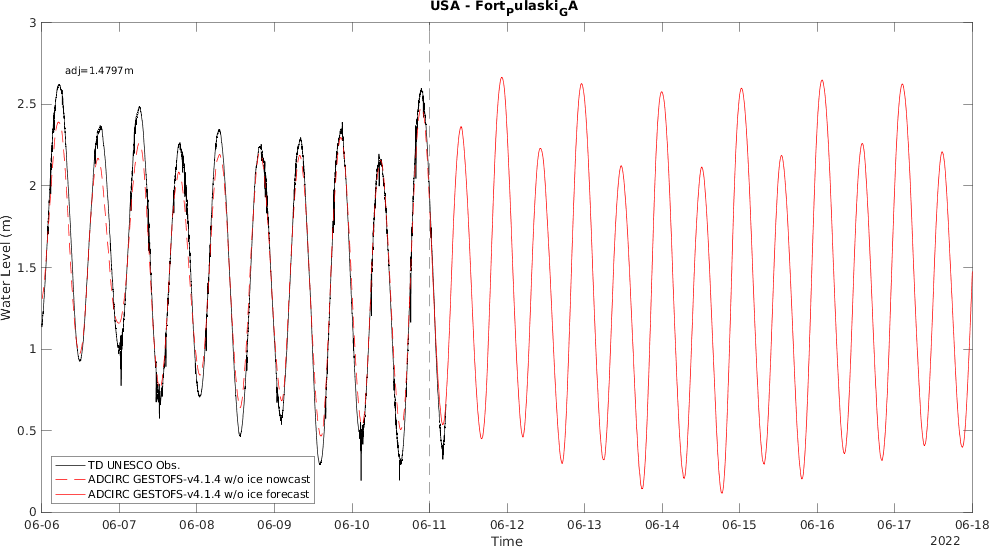 USA - FortPulaskiGA
adj=1.4797m
3
2.5
2
1.5
1
0.5
0
Water Level (m)
TD UNESCO Obs.
ADCIRC GESTOFS-v4.1.4 w/o ice nowcast
ADCIRC GESTOFS-v4.1.4 w/o ice forecast
06-06 06-07 06-08 06-09 06-10 06-11 06-12 06-13 06-14 06-15 06-16 06-17 06-18
Time
2022